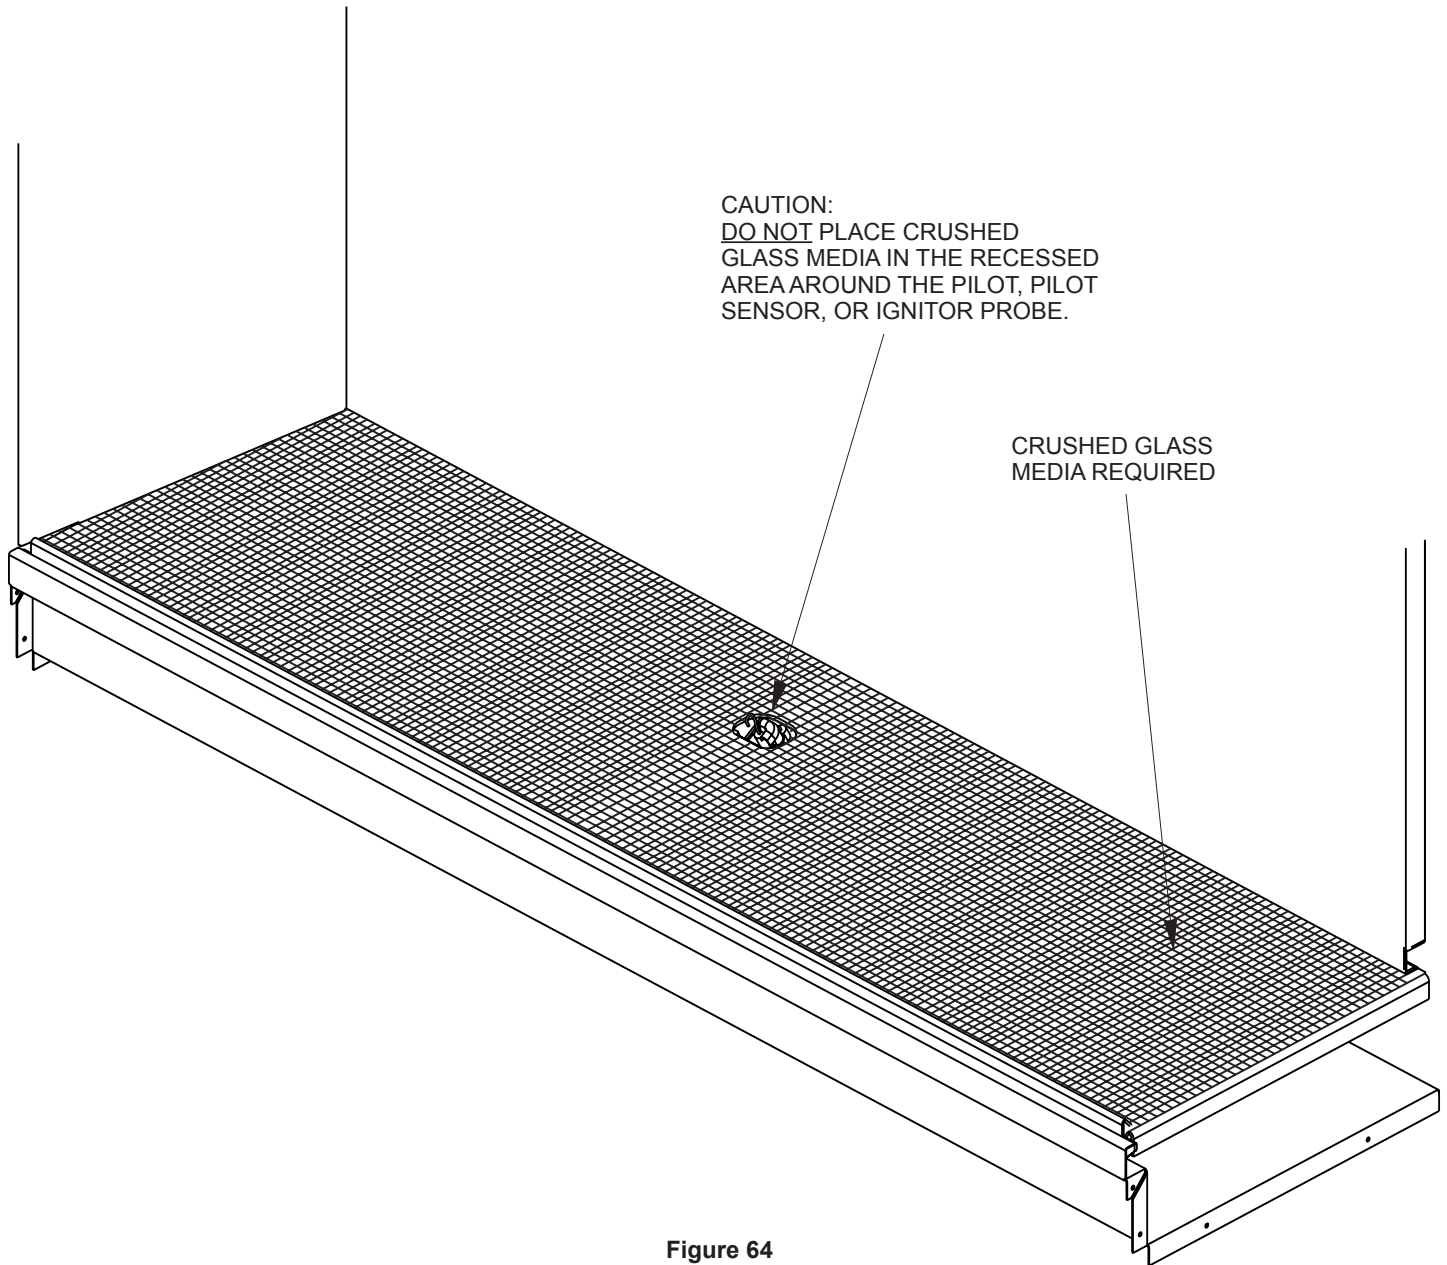 CAUTION:
DO NOT PLACE CRUSHED
GLASS MEDIA IN THE RECESSED
AREA AROUND THE PILOT, PILOT
SENSOR, OR IGNITOR PROBE.
CRUSHED GLASS
MEDIA REQUIRED
Figure 64